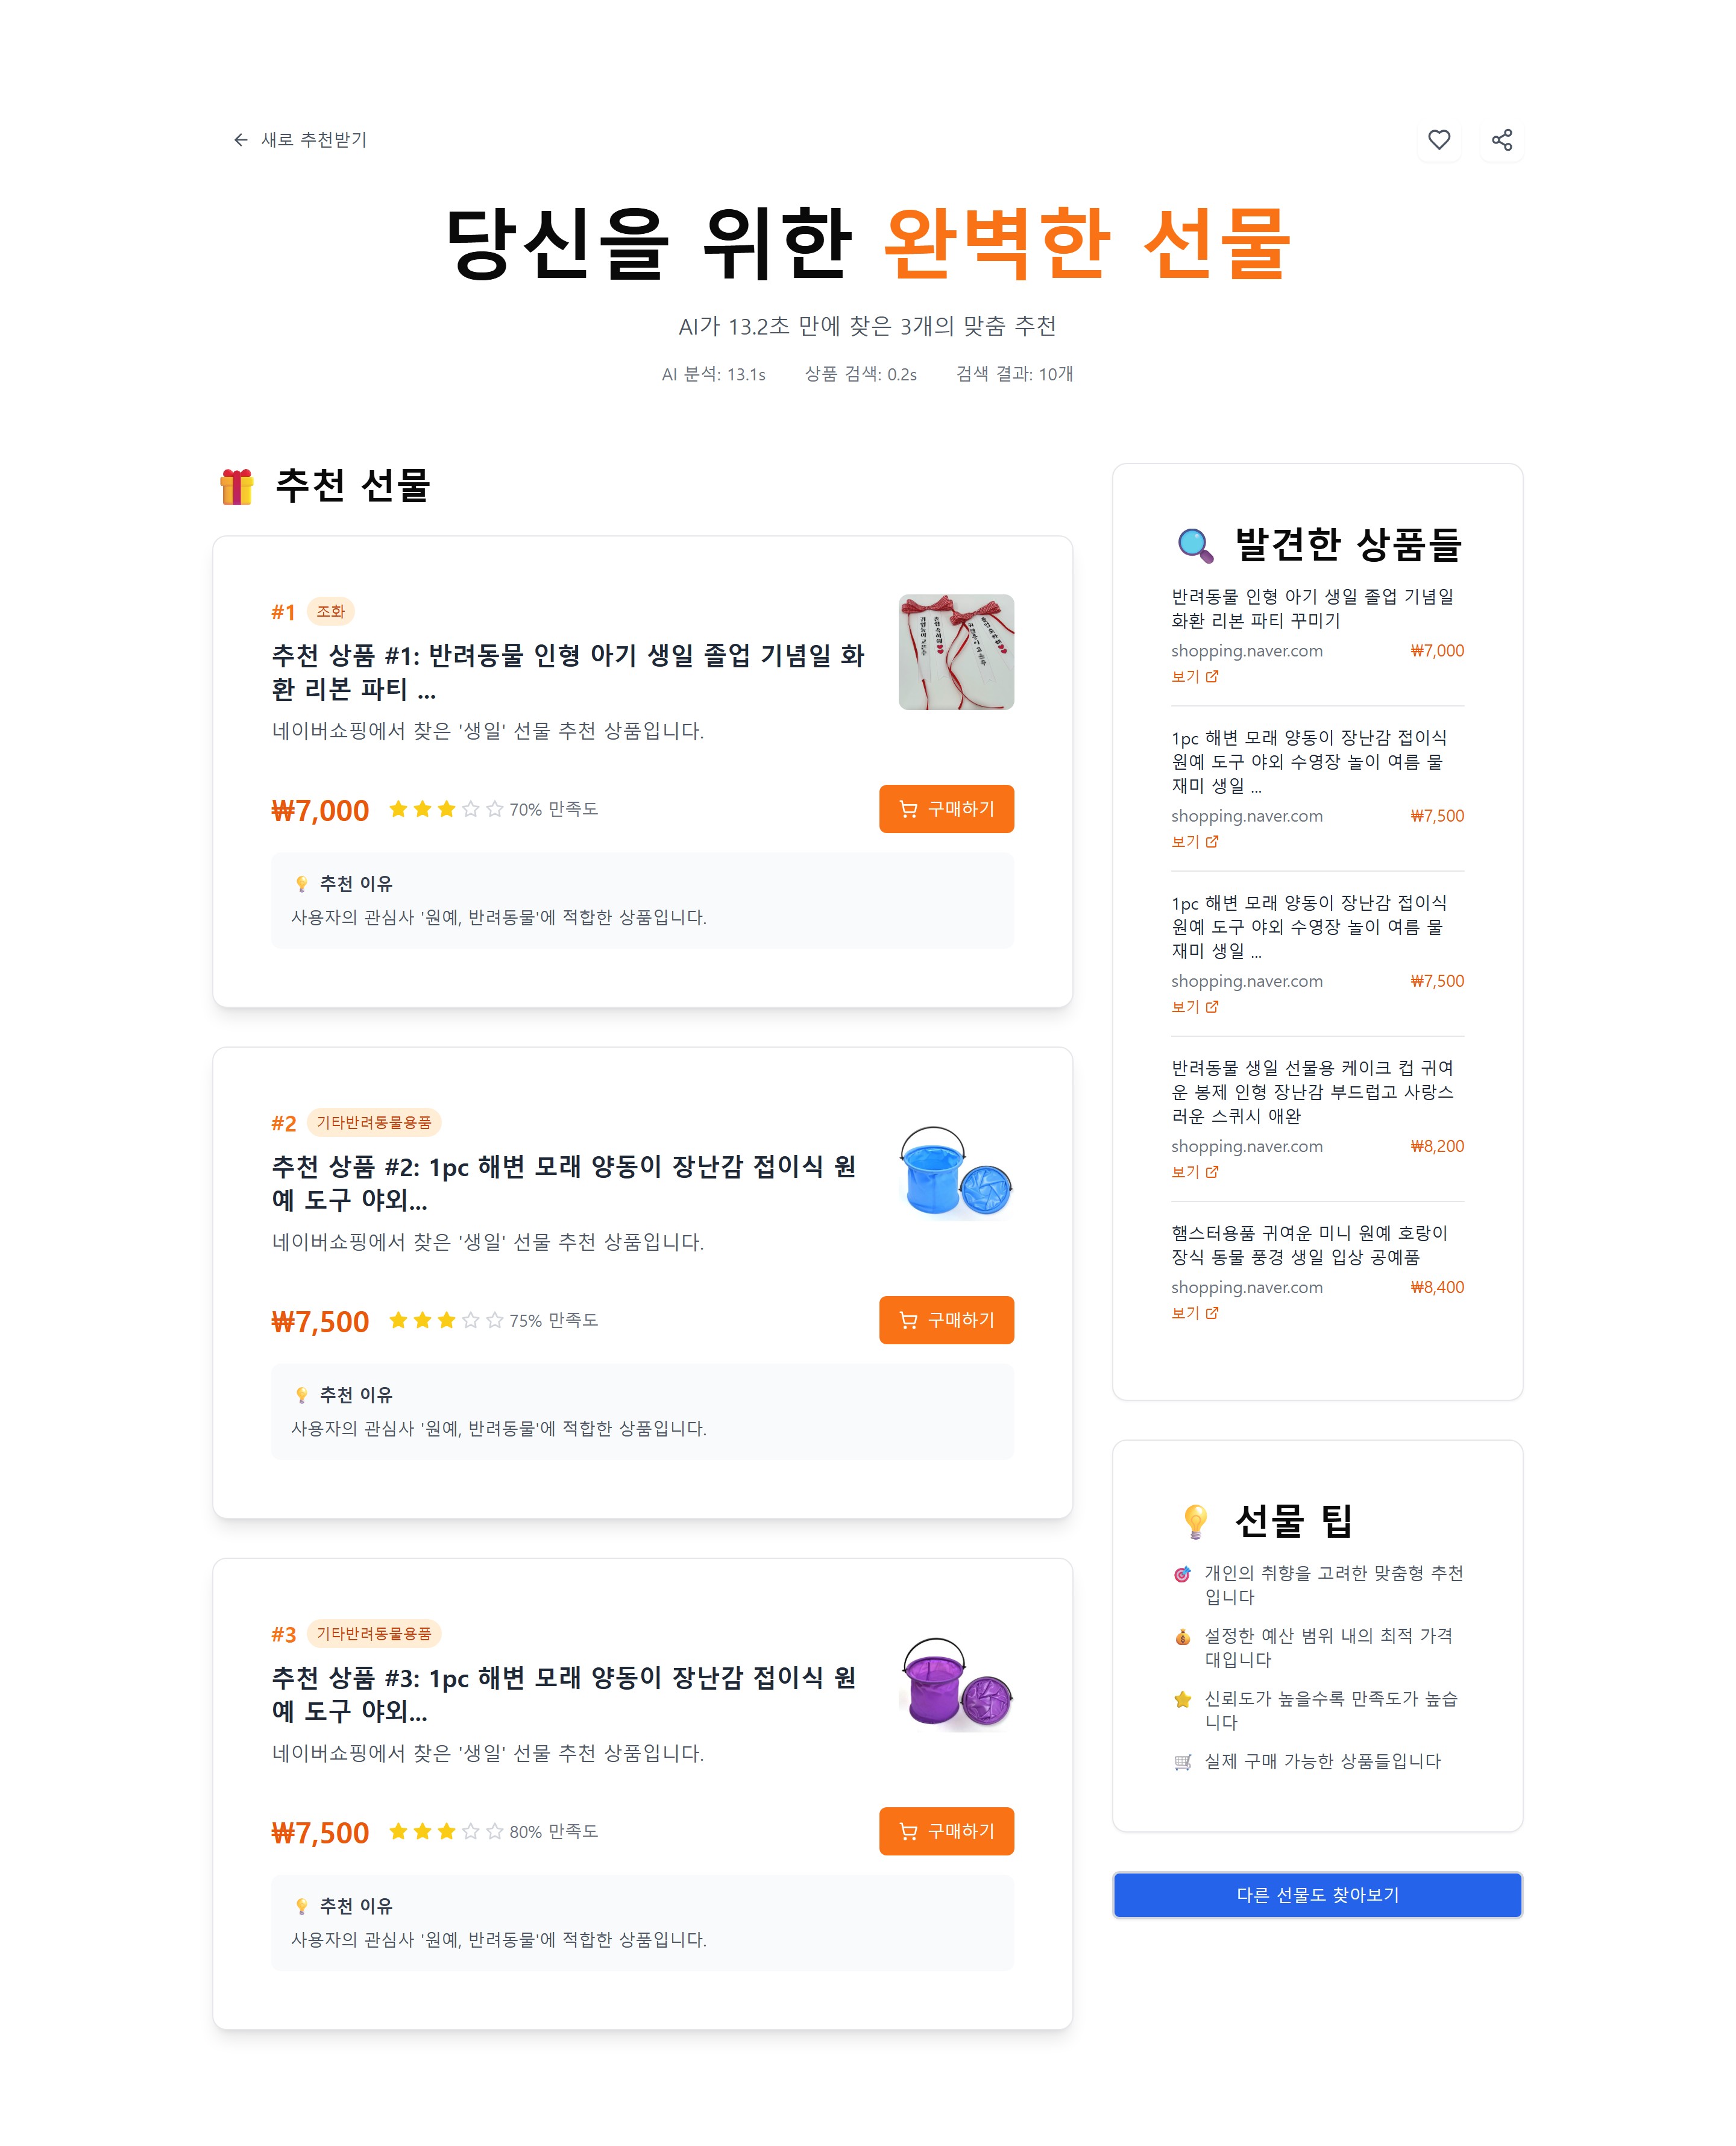 새로 추천받기
당신을 위한 완벽한 선물
AI가 13.2초 만에 찾은 3개의 맞춤 추천
AI 분석: 13.1s 상품 검색: 0.2s 검색 결과: 10개
추천 선물
#1 조화
추천 상품 #1: 반려동물 인형 아기 생일 졸업 기념일 화
환 리본 파티 ...
네이버쇼핑에서 찾은 '생일' 선물 추천 상품입니다.
₩7,000 70% 만족도
구매하기
추천 이유
사용자의 관심사 '원예, 반려동물'에 적합한 상품입니다.
#2 기타반려동물용품
추천 상품 #2: 1pc 해변 모래 양동이 장난감 접이식 원
예 도구 야외...
네이버쇼핑에서 찾은 '생일' 선물 추천 상품입니다.
₩7,500 75% 만족도
구매하기
추천 이유
사용자의 관심사 '원예, 반려동물'에 적합한 상품입니다.
#3 기타반려동물용품
추천 상품 #3: 1pc 해변 모래 양동이 장난감 접이식 원
예 도구 야외...
네이버쇼핑에서 찾은 '생일' 선물 추천 상품입니다.
₩7,500 80% 만족도
구매하기
추천 이유
사용자의 관심사 '원예, 반려동물'에 적합한 상품입니다.
발견한 상품들
반려동물 인형 아기 생일 졸업 기념일
화환 리본 파티 꾸미기
shopping.naver.com ₩7,000
보기
1pc 해변 모래 양동이 장난감 접이식
원예 도구 야외 수영장 놀이 여름 물
재미 생일 ...
shopping.naver.com ₩7,500
보기
1pc 해변 모래 양동이 장난감 접이식
원예 도구 야외 수영장 놀이 여름 물
재미 생일 ...
shopping.naver.com ₩7,500
보기
반려동물 생일 선물용 케이크 컵 귀여
운 봉제 인형 장난감 부드럽고 사랑스
러운 스퀴시 애완
shopping.naver.com ₩8,200
보기
햄스터용품 귀여운 미니 원예 호랑이
장식 동물 풍경 생일 입상 공예품
shopping.naver.com ₩8,400
보기
선물 팁
개인의 취향을 고려한 맞춤형 추천
입니다
설정한 예산 범위 내의 최적 가격
대입니다
신뢰도가 높을수록 만족도가 높습
니다
실제 구매 가능한 상품들입니다
다른 선물도 찾아보기